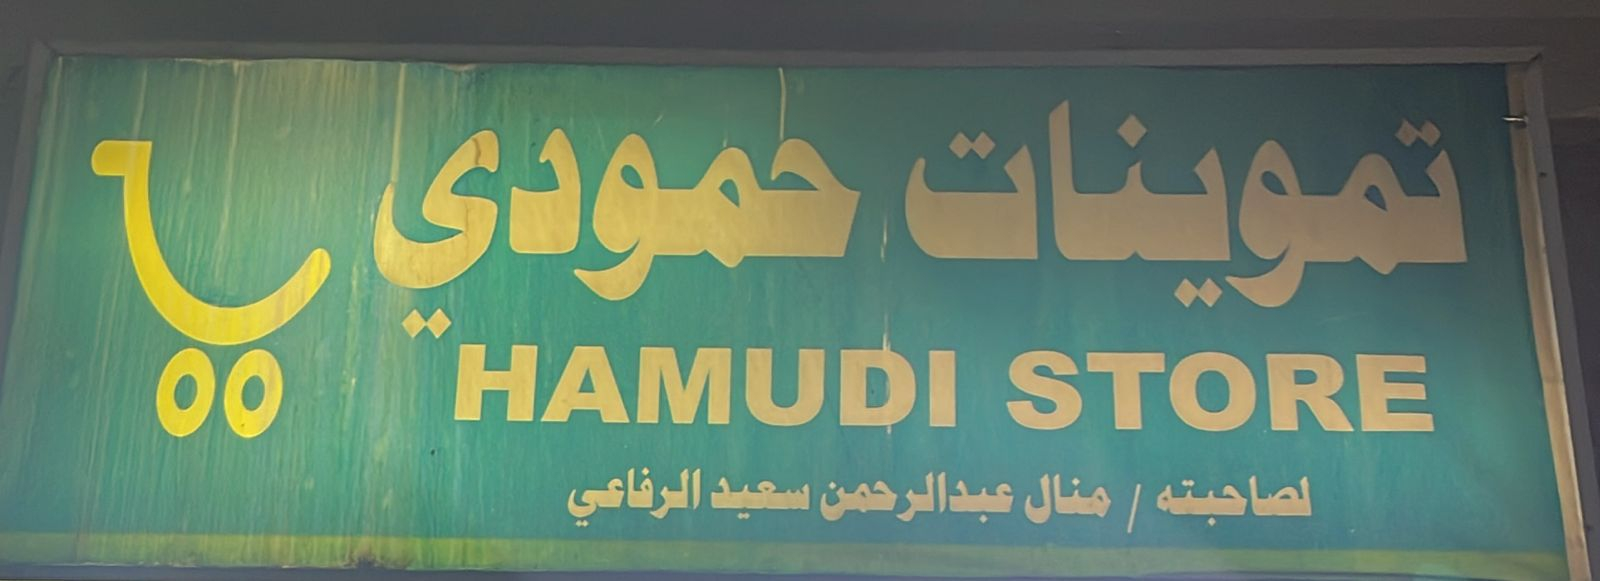 تموينات حمودي
HAMUDI STORE
لصاحبته / منال عبدالرحمن سعيد الرفاعي